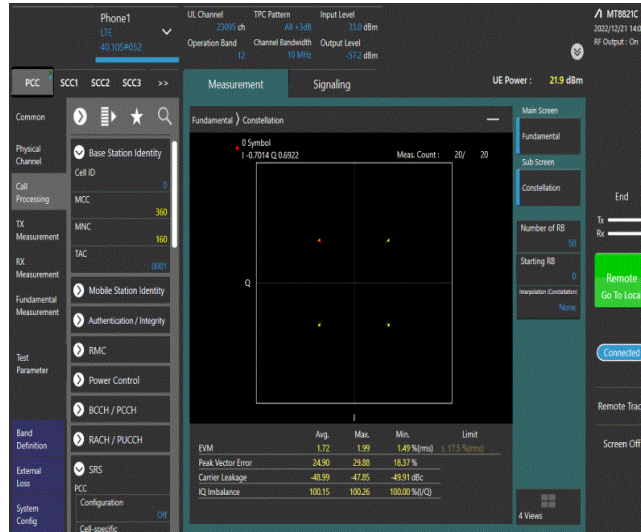 Phone1
LTE
40.105#052
UL Channel TPC Pattern Input Level
23095 ch All +3dB 33.0 dBm
Operation Band Channel Bandwidth Output Level
12 10 MHz -57.2 dBm
MT8821C
2022/12/21 14:0
RF Output : On
PCC SCC1 SCC2 SCC3 >>
Measurement Signaling
UE Power : 21.9 dBm
Common
Physical
Channel
Call
Processing
TX
Measurement
RX
Measurement
Fundamental
Measurement
Test
Parameter
Band
Definition
External
Loss
System
Config
Base Station Identity
Cell ID
0
MCC
360
MNC
160
TAC
0001
Mobile Station Identity
Authentication / Integrity
RMC
Power Control
BCCH / PCCH
RACH / PUCCH
SRS
PCC
Configuration
Off
Cell-specific
Fundamental > Constellation
0 Symbol
I -0.7014 Q 0.6922 Meas. Count : 20/ 20
Q
I
Avg. Max. Min. Limit
EVM 1.72 1.99 1.49 %(rms) ≤ 17.5 %(rms)
Peak Vector Error 24.90 29.88 18.37 %
Carrier Leakage -48.99 -47.85 -49.91 dBc
IQ Imbalance 100.15 100.26 100.00 %(I/Q)
Main Screen
Fundamental
Sub Screen
Constellation
Number of RB
50
Starting RB
0
Interpolation (Constellation)
None
4 Views
End
Tx
Rx
Remote
Go To Loca
Connected
Remote Trac
Screen Off